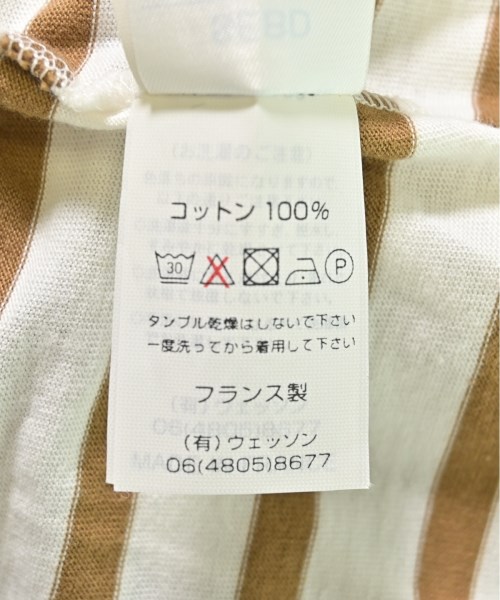 コットン 100%
30 P
タンブル乾燥はしないで下さい
一度洗ってから着用して下さい
フランス製
(有) ウェッソン
06(4805)8677